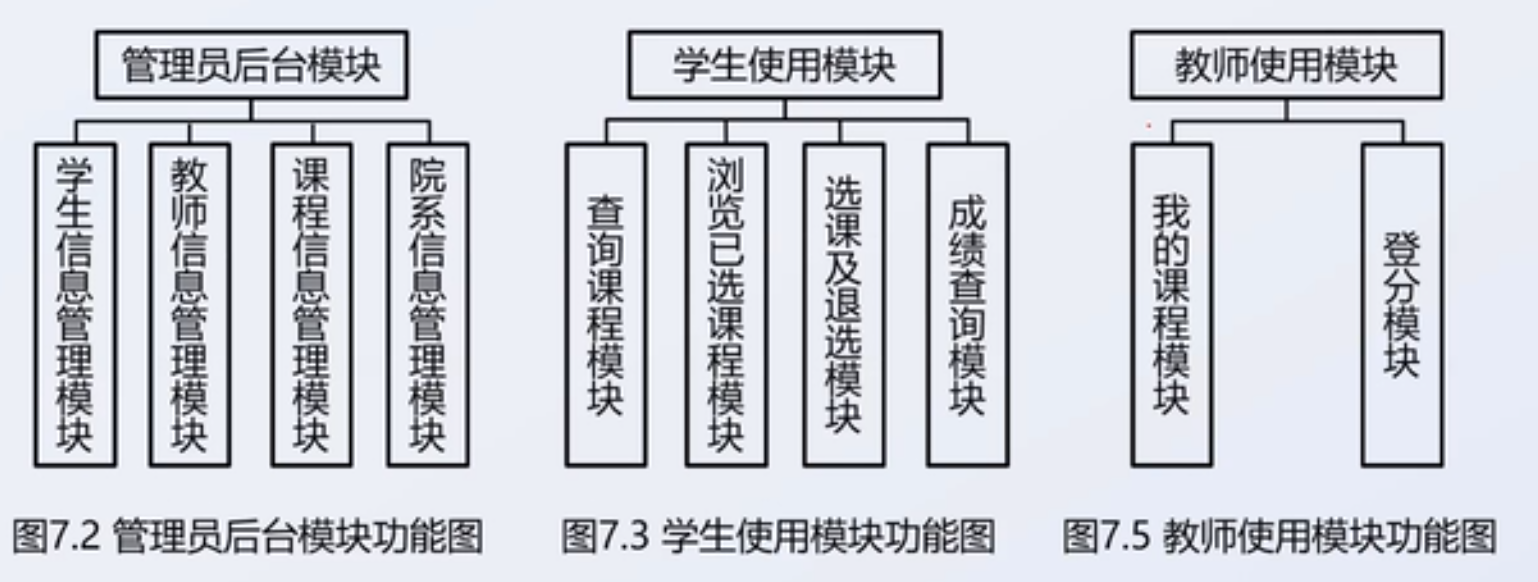 管理员后台模块
学生信息管理模块
教师信息管理模块
课程信息管理模块
院系信息管理模块
图7.2 管理员后台模块功能图
学生使用模块
查询课程模块
浏览已选课程模块
选课及退选模块
成绩查询模块
图7.3 学生使用模块功能图
教师使用模块
我的课程模块
登分模块
图7.5 教师使用模块功能图